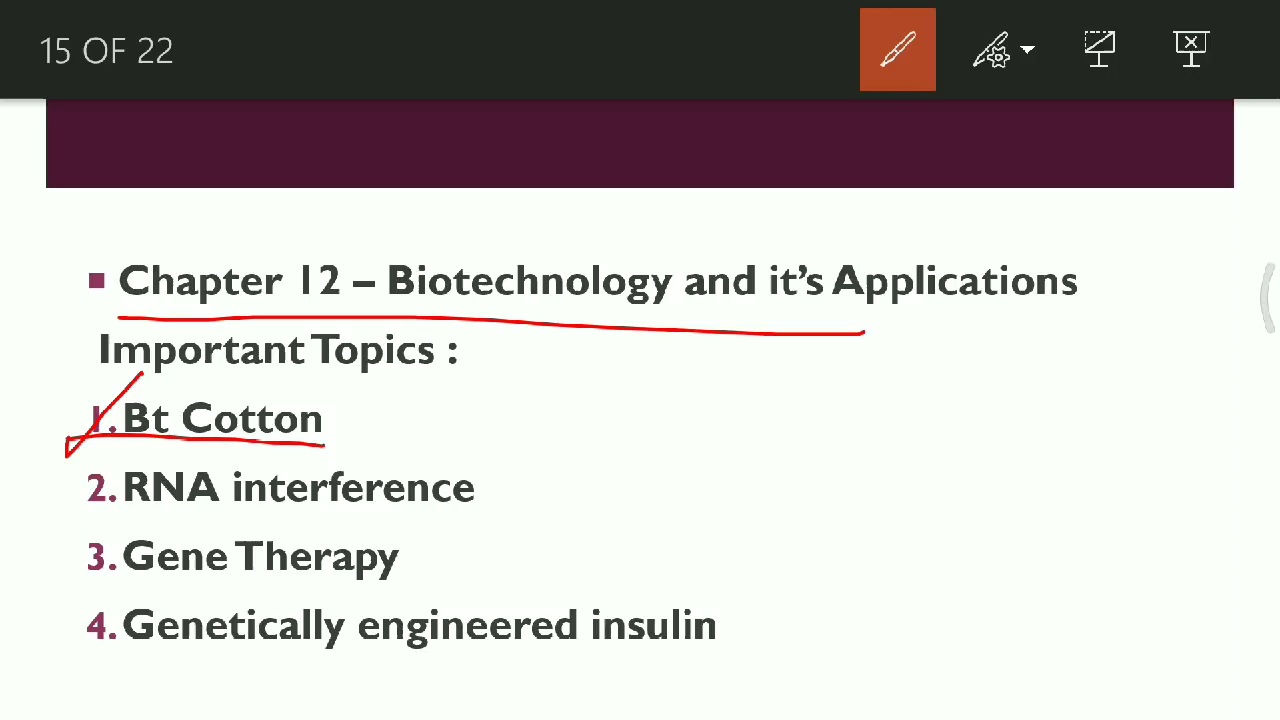 15 OF 22
Chapter 12 – Biotechnology and it's Applications
Important Topics :
1. Bt Cotton
2. RNA interference
3. Gene Therapy
4. Genetically engineered insulin